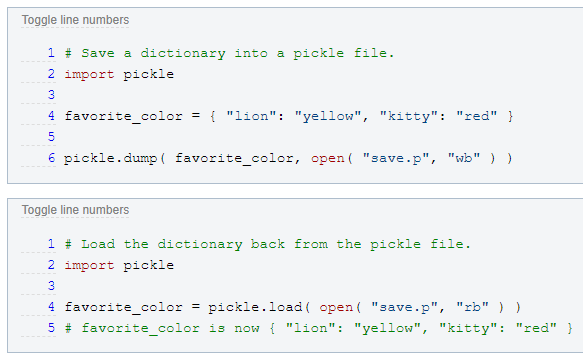 Toggle line numbers
1 # Save a dictionary into a pickle file.
2 import pickle
3
4 favorite_color = { "lion": "yellow", "kitty": "red" }
5
6 pickle.dump( favorite_color, open( "save.p", "wb" ) )
Toggle line numbers
1 # Load the dictionary back from the pickle file.
2 import pickle
3
4 favorite_color = pickle.load( open( "save.p", "rb" ) )
5 # favorite_color is now { "lion": "yellow", "kitty": "red" }